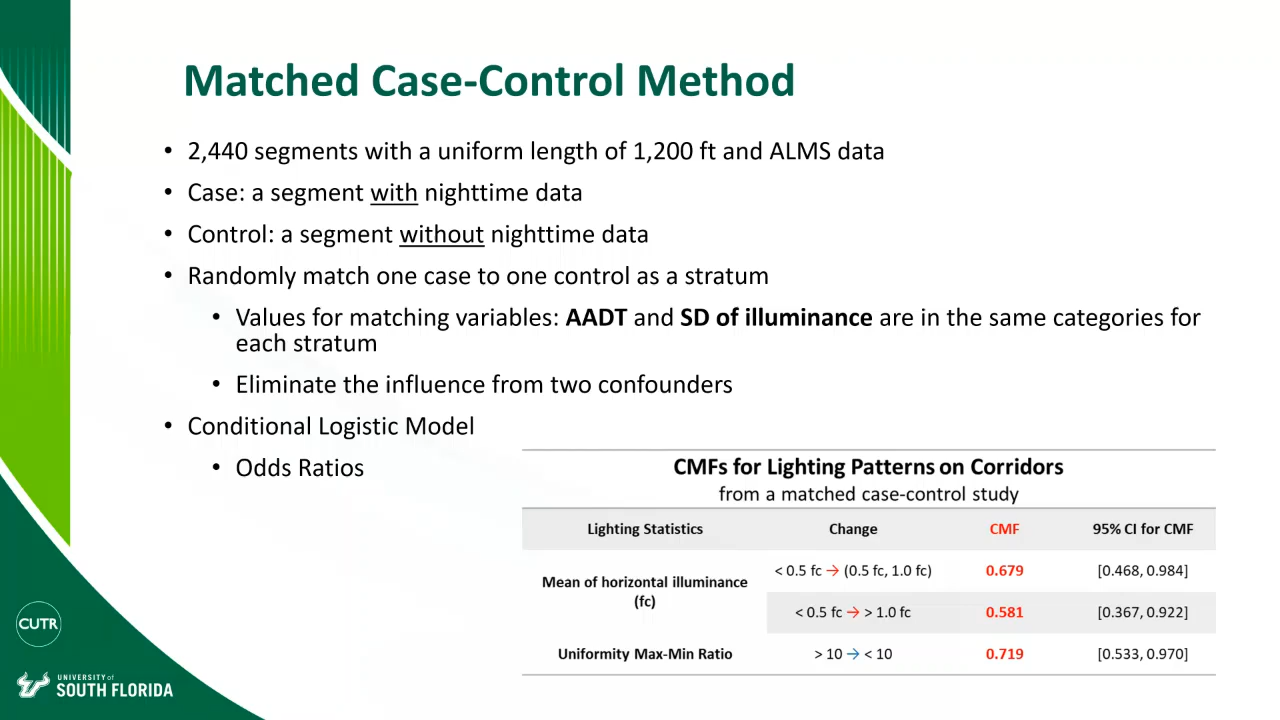 Matched Case-Control Method
• 2,440 segments with a uniform length of 1,200 ft and ALMS data
• Case: a segment with nighttime data
• Control: a segment without nighttime data
• Randomly match one case to one control as a stratum
• Values for matching variables: AADT and SD of illuminance are in the same categories for
each stratum
• Eliminate the influence from two confounders
• Conditional Logistic Model
• Odds Ratios
CMFs for Lighting Patterns on Corridors
from a matched case-control study
Lighting Statistics Change CMF 95% CI for CMF
Mean of horizontal illuminance
(fc)
< 0.5 fc → (0.5 fc, 1.0 fc) 0.679 [0.468, 0.984]
< 0.5 fc → > 1.0 fc 0.581 [0.367, 0.922]
Uniformity Max-Min Ratio > 10 → < 10 0.719 [0.533, 0.970]
CUTR
UNIVERSITY of
SOUTH FLORIDA